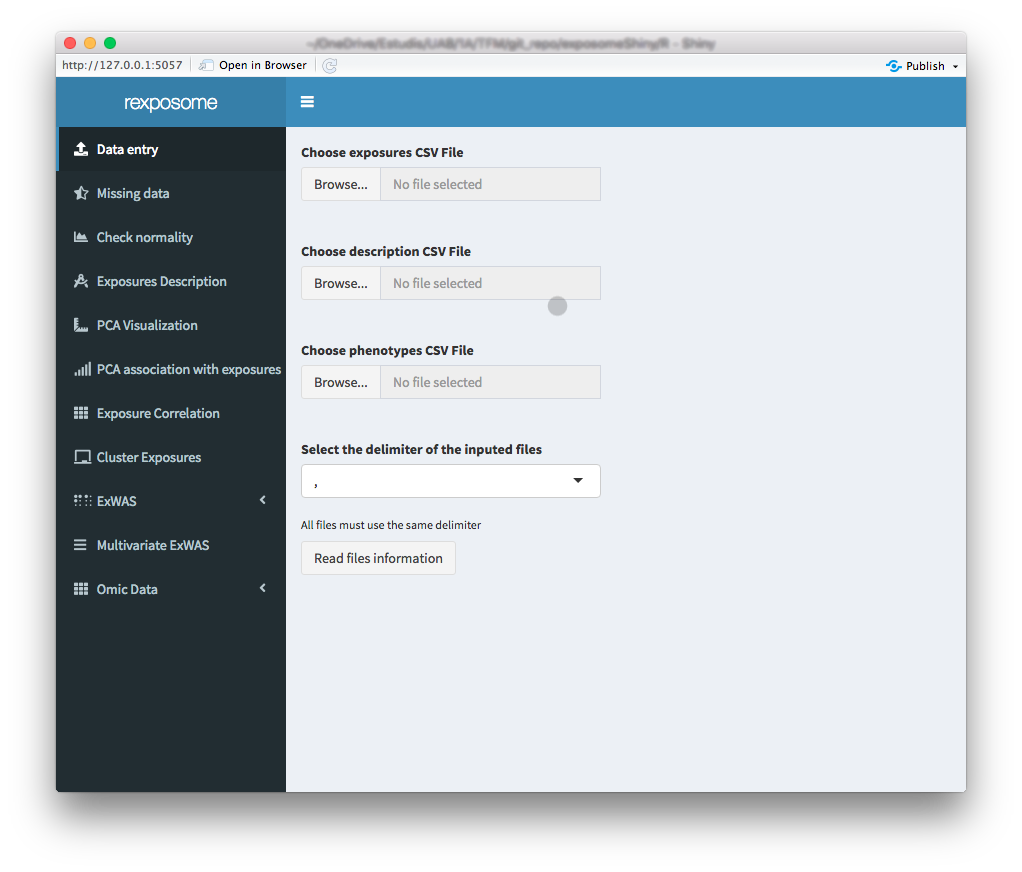 ~/OneDrive/Estudis/UAB/1A/TFM/git_repo/exposomeShiny/R - Shiny
http://127.0.0.1:5057
Open in Browser
Publish
rexposome
Data entry
Missing data
Check normality
Exposures Description
PCA Visualization
PCA association with exposures
Exposure Correlation
Cluster Exposures
ExWAS
Multivariate ExWAS
Omic Data
Choose exposures CSV File
Browse... No file selected
Choose description CSV File
Browse... No file selected
Choose phenotypes CSV File
Browse... No file selected
Select the delimiter of the inputed files
,
All files must use the same delimiter
Read files information